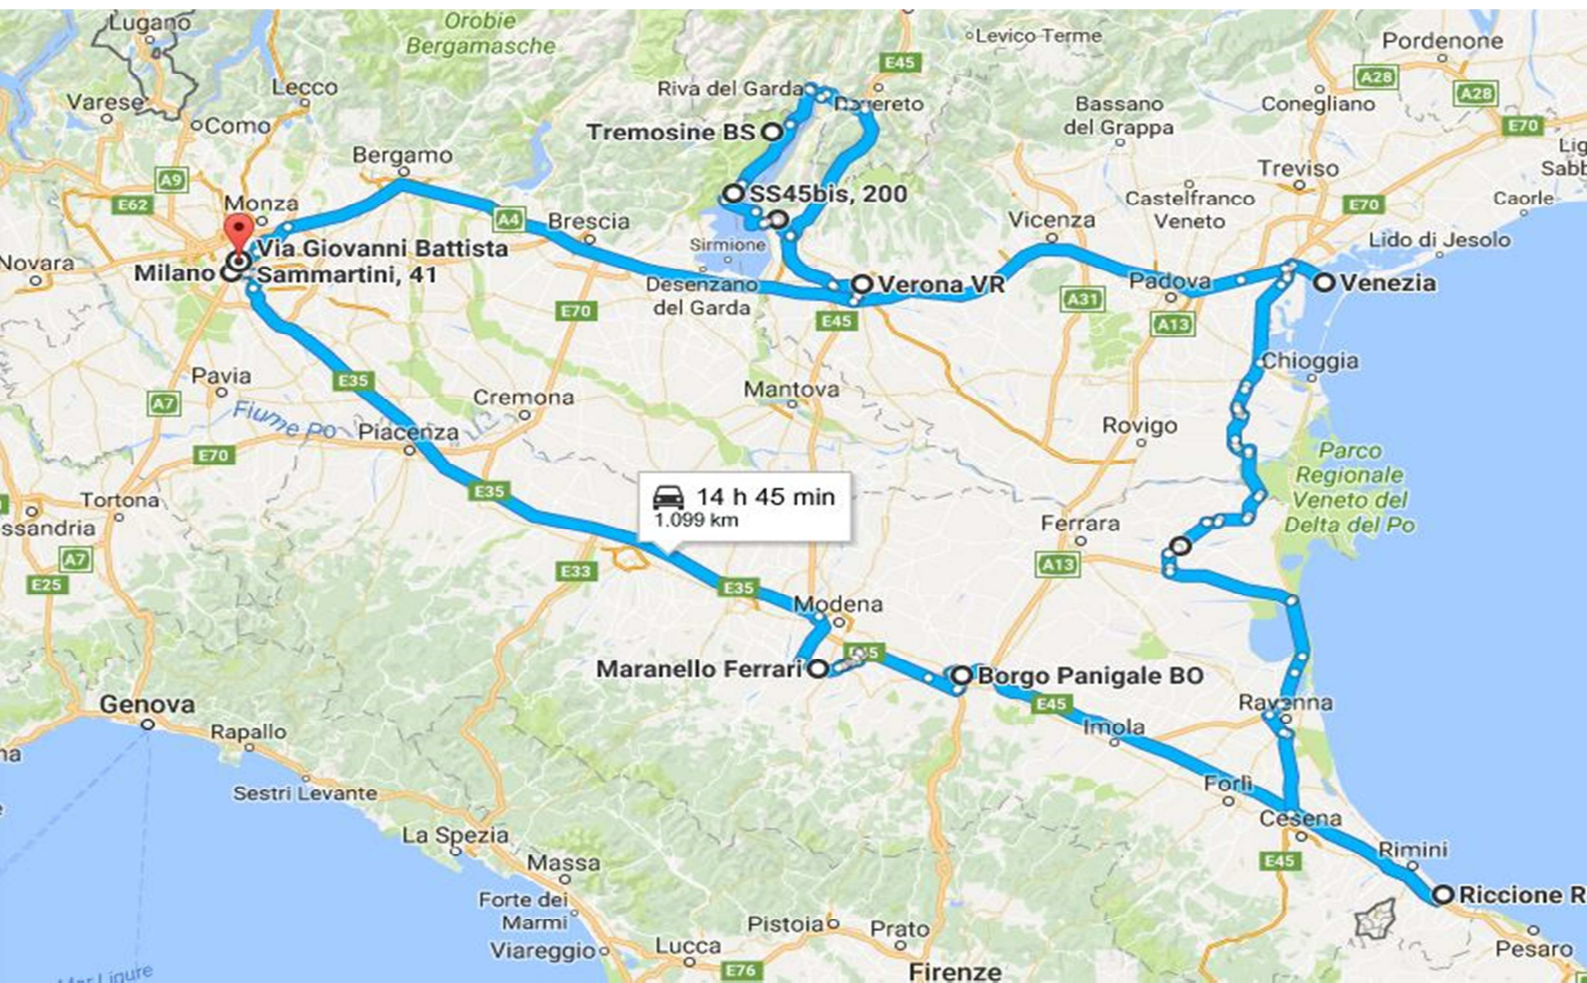 Lugano
Orobie
Bergamasche
Levico Terme
Pordenone
E45
A28
A28
Lecco
Riva del Garda
Varese
Bassano
del Grappa
Conegliano
Como
Tremosine BS
E70
Bergamo
Treviso
A9
SS45bis, 200
Castelfranco
Veneto
E62
Monza
A4
Brescia
Vicenza
E70
Caorle
Via Giovanni Battista
Sammartini, 41
Sirmione
Lido di Jesolo
Novara
Milano
Desenzano
del Garda
Verona VR
Padova
Venezia
A31
E70
E45
A13
Chioggia
Pavia
E35
Mantova
A7
Cremona
Fiume Po
Piacenza
Rovigo
E70
Parco
Regionale
Veneto del
Delta del Po
E35
14 h 45 min
1.099 km
Tortona
ssandria
Ferrara
A7
E33
A13
E25
E35
Modena
Maranello Ferrari
Borgo Panigale BO
Genova
E45
Ravenna
Rapallo
Imola
Sestri Levante
Forlì
Cesena
La Spezia
Rimini
Massa
E45
Riccione R
Forte dei
Marmi
Pistoia
Prato
Viareggio
Lucca
Pesaro
E76
Firenze
Mar Ligure